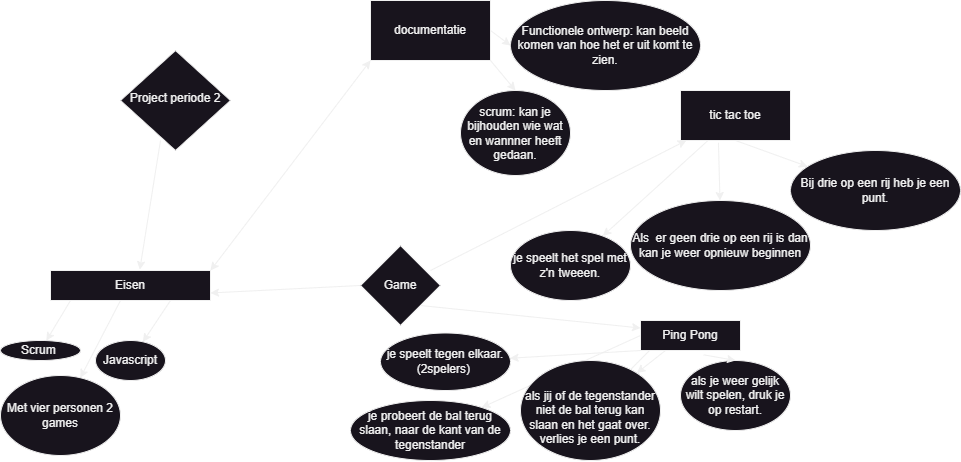 documentatie
Functionele ontwerp: kan beeld
komen van hoe het er uit komt te
zien.
Project periode 2
scrum: kan je
bijhouden wie wat
en wannner heeft
gedaan.
tic tac toe
Bij drie op een rij heb je een
punt.
Als er geen drie op een rij is dan
kan je weer opnieuw beginnen
je speelt het spel met
z'n tweeen.
Eisen
Game
Scrum
Javascript
Met vier personen 2
games
Ping Pong
je speelt tegen elkaar.
(2spelers)
je probeert de bal terug
slaan, naar de kant van de
tegenstander
als jij of de tegenstander
niet de bal terug kan
slaan en het gaat over.
verlies je een punt.
als je weer gelijk
wilt spelen, druk je
op restart.